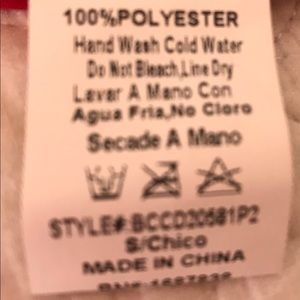 100%POLYESTER
Hand Wash Cold Water
Do Not Bleach,Line Dry
Lavar A Mano Con
Agua Fria,No Cloro
Secade A Mano
STYLE#:BCCD20581P2
S/Chico
MADE IN CHINA